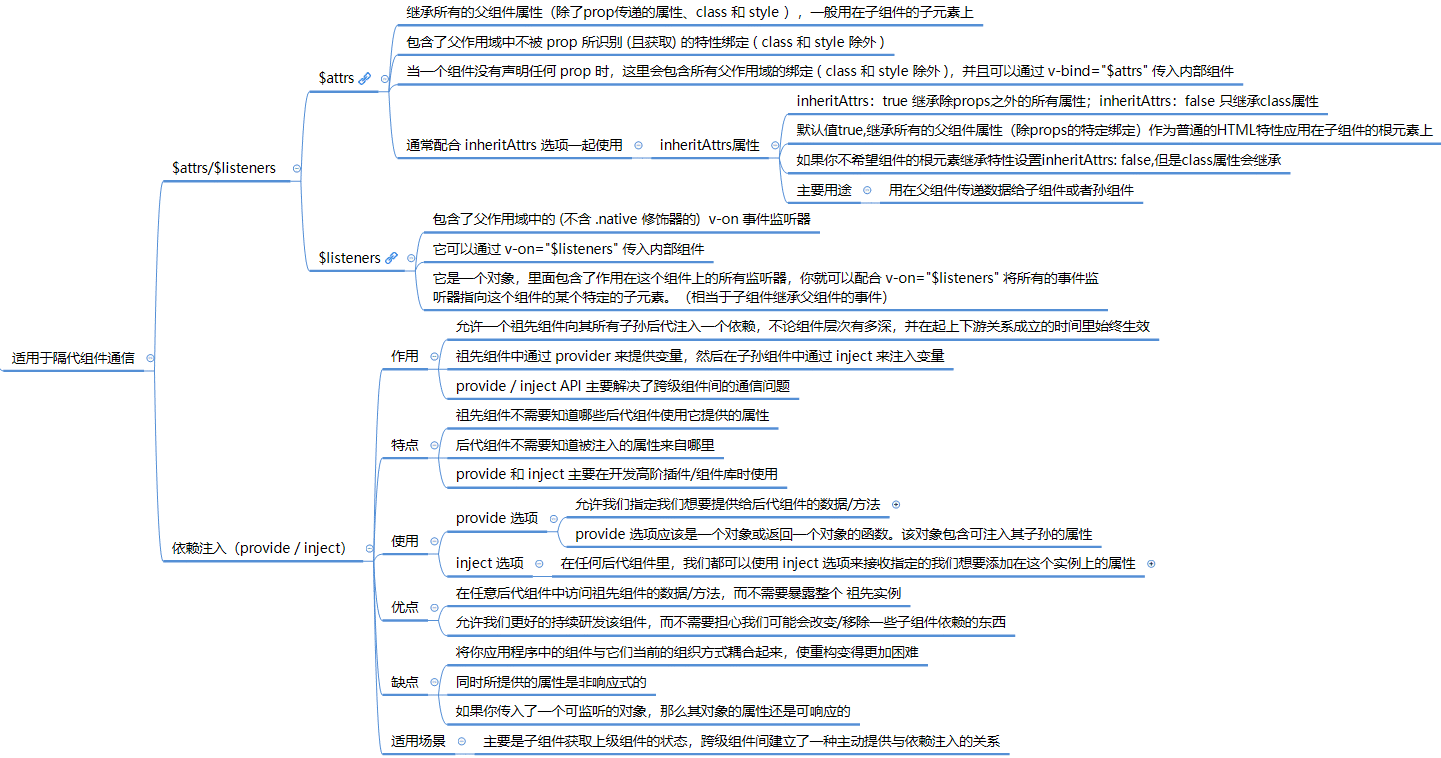 继承所有的父组件属性（除了prop传递的属性、class 和 style ），一般用在子组件的子元素上
包含了父作用域中不被 prop 所识别 (且获取) 的特性绑定 ( class 和 style 除外 )
$attrs
当一个组件没有声明任何 prop 时，这里会包含所有父作用域的绑定 ( class 和 style 除外 )，并且可以通过 v-bind="$attrs" 传入内部组件
inheritAttrs：true 继承除props之外的所有属性；inheritAttrs：false 只继承class属性
默认值true,继承所有的父组件属性（除props的特定绑定）作为普通的HTML特性应用在子组件的根元素上
通常配合 inheritAttrs 选项一起使用
inheritAttrs属性
如果你不希望组件的根元素继承特性设置inheritAttrs: false,但是class属性会继承
$attrs/$listeners
主要用途
用在父组件传递数据给子组件或者孙组件
包含了父作用域中的 (不含 .native 修饰器的)  v-on 事件监听器
它可以通过 v-on="$listeners" 传入内部组件
$listeners
它是一个对象，里面包含了作用在这个组件上的所有监听器，你就可以配合 v-on="$listeners" 将所有的事件监
听器指向这个组件的某个特定的子元素。（相当于子组件继承父组件的事件）
适用于隔代组件通信
允许一个祖先组件向其所有子孙后代注入一个依赖，不论组件层次有多深，并在起上下游关系成立的时间里始终生效
作用
祖先组件中通过 provider 来提供变量，然后在子孙组件中通过 inject 来注入变量
provide / inject API 主要解决了跨级组件间的通信问题
祖先组件不需要知道哪些后代组件使用它提供的属性
特点
后代组件不需要知道被注入的属性来自哪里
provide 和 inject 主要在开发高阶插件/组件库时使用
允许我们指定我们想要提供给后代组件的数据/方法
provide 选项
provide 选项应该是一个对象或返回一个对象的函数。该对象包含可注入其子孙的属性
使用
依赖注入（provide / inject）
inject 选项
在任何后代组件里，我们都可以使用 inject 选项来接收指定的我们想要添加在这个实例上的属性
在任意后代组件中访问祖先组件的数据/方法，而不需要暴露整个 祖先实例
优点
允许我们更好的持续研发该组件，而不需要担心我们可能会改变/移除一些子组件依赖的东西
将你应用程序中的组件与它们当前的组织方式耦合起来，使重构变得更加困难
缺点
同时所提供的属性是非响应式的
如果你传入了一个可监听的对象，那么其对象的属性还是可响应的
适用场景
主要是子组件获取上级组件的状态，跨级组件间建立了一种主动提供与依赖注入的关系